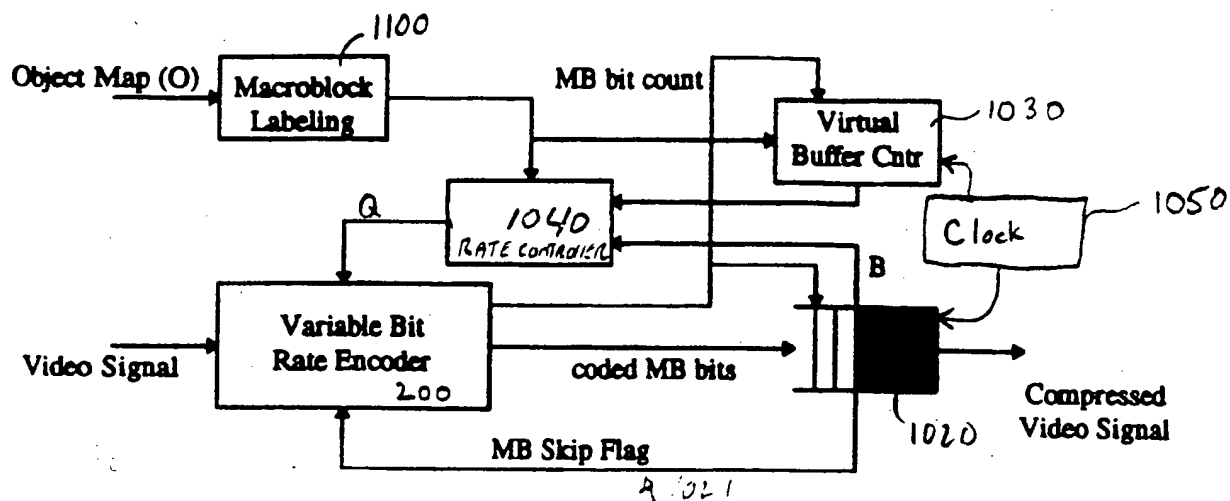 1100
Object Map (O)
Macroblock
Labeling
MB bit count
Virtual
Buffer Cntr
1030
1050
Clock
Q
1040
RATE CONTROLLER
B
Video Signal
Variable Bit
Rate Encoder
200
coded MB bits
Compressed
Video Signal
1020
MB Skip Flag
1021